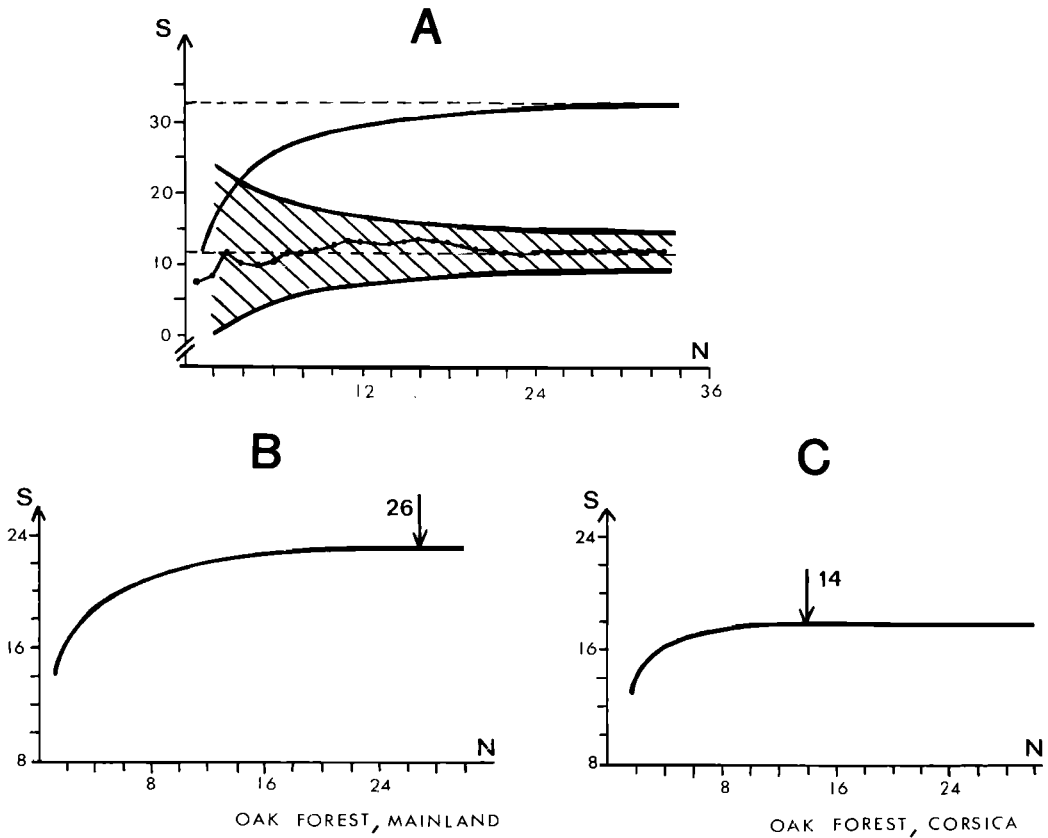 A
S
30
20
10
0
N
12
24
36
B
S
26
24
16
8
N
8
16
24
OAK FOREST, MAINLAND
C
S
14
24
16
8
N
8
16
24
OAK FOREST, CORSICA